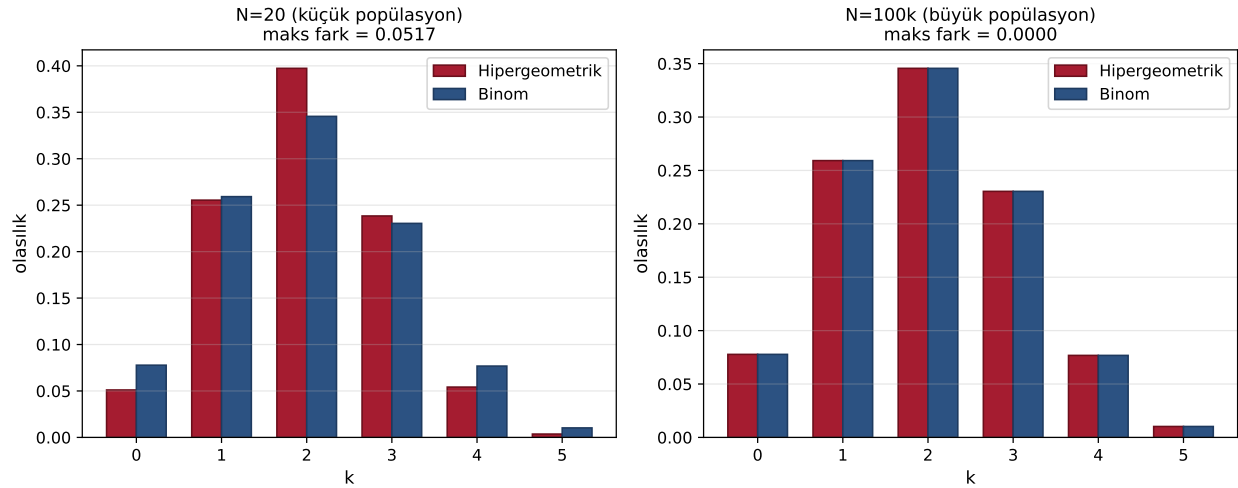 N=20 (küçük popülasyon)
maks fark = 0.0517
Hipergeometrik
Binom
olasılık
0.40
0.35
0.30
0.25
0.20
0.15
0.10
0.05
0.00
0 1 2 3 4 5
k
N=100k (büyük popülasyon)
maks fark = 0.0000
Hipergeometrik
Binom
olasılık
0.35
0.30
0.25
0.20
0.15
0.10
0.05
0.00
0 1 2 3 4 5
k